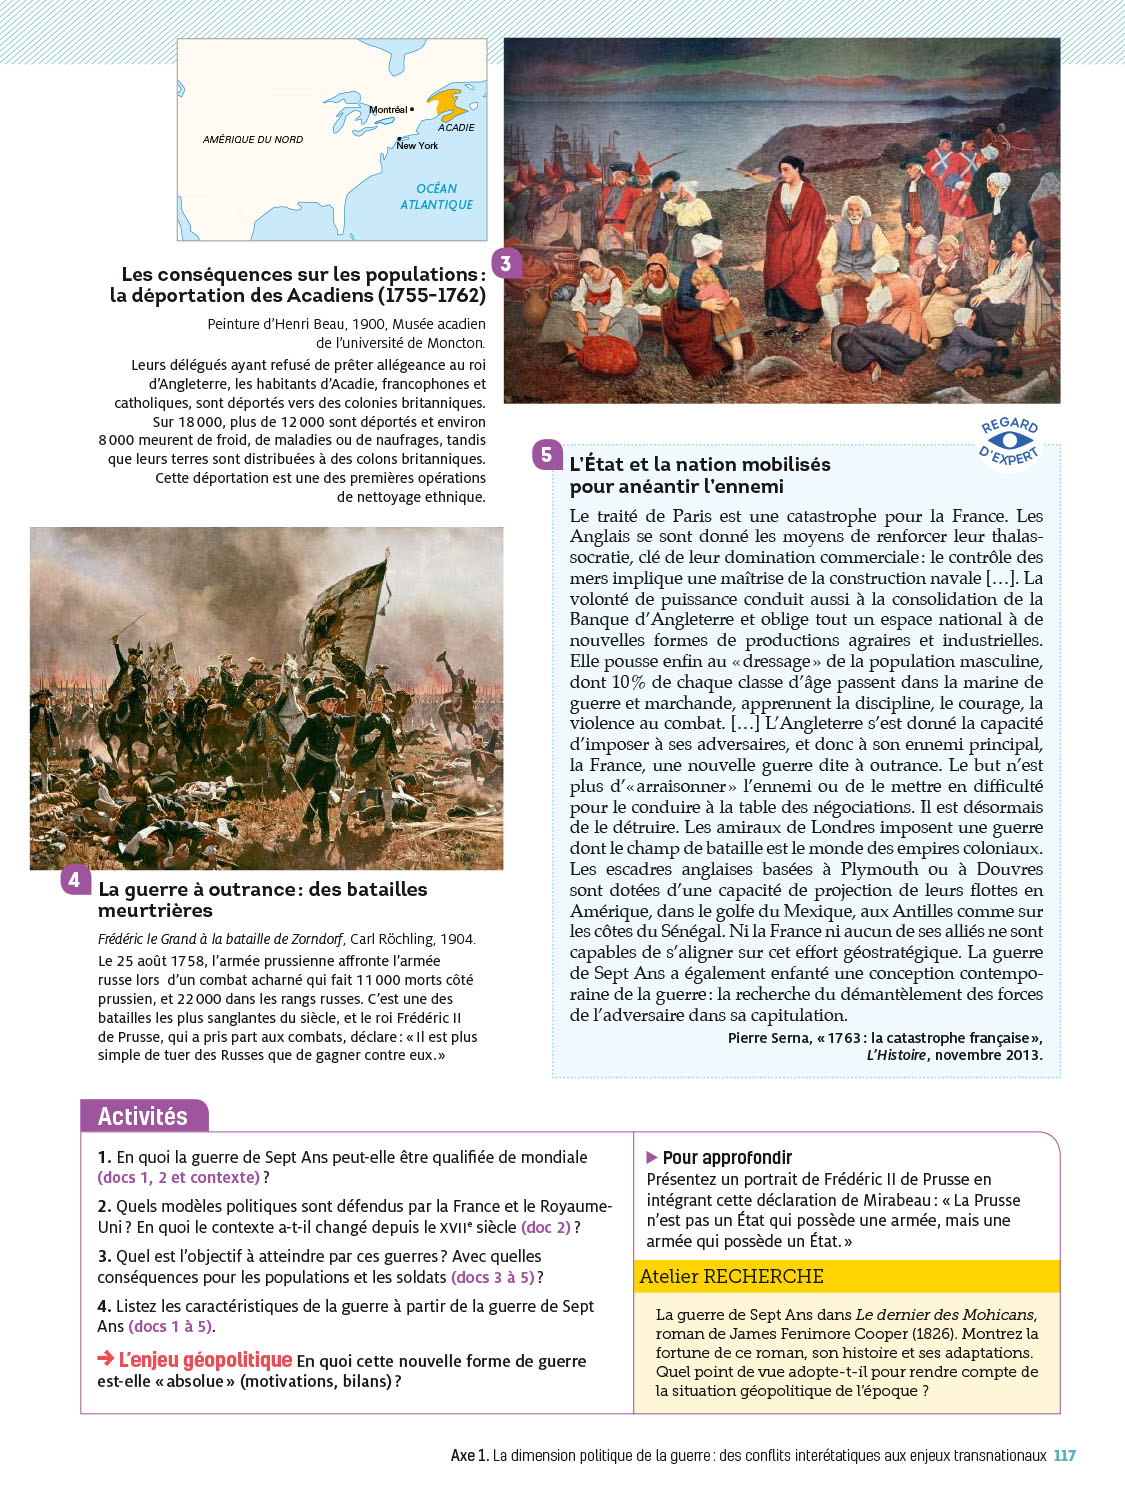 Montréal
ACADIE
AMÉRIQUE DU NORD
New York
OCÉAN
ATLANTIQUE
3
Les conséquences sur les populations :
la déportation des Acadiens (1755-1762)
Peinture d'Henri Beau, 1900, Musée acadien
de l'université de Moncton.
Leurs délégués ayant refusé de prêter allégeance au roi
d'Angleterre, les habitants d'Acadie, francophones et
catholiques, sont déportés vers des colonies britanniques.
Sur 18 000, plus de 12 000 sont déportés et environ
8 000 meurent de froid, de maladies ou de naufrages, tandis
que leurs terres sont distribuées à des colons britanniques.
Cette déportation est une des premières opérations
de nettoyage ethnique.
4
La guerre à outrance : des batailles
meurtrières
Frédéric le Grand à la bataille de Zorndorf, Carl Röchling, 1904.
Le 25 août 1758, l'armée prussienne affronte l'armée
russe lors d'un combat acharné qui fait 11 000 morts côté
prussien, et 22 000 dans les rangs russes. C'est une des
batailles les plus sanglantes du siècle, et le roi Frédéric II
de Prusse, qui a pris part aux combats, déclare : « Il est plus
simple de tuer des Russes que de gagner contre eux. »
REGARD
D'EXPERT
5
L'État et la nation mobilisés
pour anéantir l'ennemi
Le traité de Paris est une catastrophe pour la France. Les
Anglais se sont donné les moyens de renforcer leur thalas-
socratie, clé de leur domination commerciale : le contrôle des
mers implique une maîtrise de la construction navale […]. La
volonté de puissance conduit aussi à la consolidation de la
Banque d'Angleterre et oblige tout un espace national à de
nouvelles formes de productions agraires et industrielles.
Elle pousse enfin au « dressage » de la population masculine,
dont 10 % de chaque classe d'âge passent dans la marine de
guerre et marchande, apprennent la discipline, le courage, la
violence au combat. […] L'Angleterre s'est donné la capacité
d'imposer à ses adversaires, et donc à son ennemi principal,
la France, une nouvelle guerre dite à outrance. Le but n'est
plus d'« arraisonner » l'ennemi ou de le mettre en difficulté
pour le conduire à la table des négociations. Il est désormais
de le détruire. Les amiraux de Londres imposent une guerre
dont le champ de bataille est le monde des empires coloniaux.
Les escadres anglaises basées à Plymouth ou à Douvres
sont dotées d'une capacité de projection de leurs flottes en
Amérique, dans le golfe du Mexique, aux Antilles comme sur
les côtes du Sénégal. Ni la France ni aucun de ses alliés ne sont
capables de s'aligner sur cet effort géostratégique. La guerre
de Sept Ans a également enfanté une conception contempo-
raine de la guerre : la recherche du démantèlement des forces
de l'adversaire dans sa capitulation.
Pierre Serna, « 1763 : la catastrophe française »,
L'Histoire, novembre 2013.
Activités
1. En quoi la guerre de Sept Ans peut-elle être qualifiée de mondiale
(docs 1, 2 et contexte) ?
2. Quels modèles politiques sont défendus par la France et le Royaume-
Uni ? En quoi le contexte a-t-il changé depuis le XVIIe siècle (doc 2) ?
3. Quel est l'objectif à atteindre par ces guerres ? Avec quelles
conséquences pour les populations et les soldats (docs 3 à 5) ?
4. Listez les caractéristiques de la guerre à partir de la guerre de Sept
Ans (docs 1 à 5).
➔ L'enjeu géopolitique En quoi cette nouvelle forme de guerre
est-elle « absolue » (motivations, bilans) ?
▶ Pour approfondir
Présentez un portrait de Frédéric II de Prusse en
intégrant cette déclaration de Mirabeau : « La Prusse
n'est pas un État qui possède une armée, mais une
armée qui possède un État. »
Atelier RECHERCHE
La guerre de Sept Ans dans Le dernier des Mohicans,
roman de James Fenimore Cooper (1826). Montrez la
fortune de ce roman, son histoire et ses adaptations.
Quel point de vue adopte-t-il pour rendre compte de
la situation géopolitique de l'époque ?
Axe 1. La dimension politique de la guerre : des conflits interétatiques aux enjeux transnationaux 117